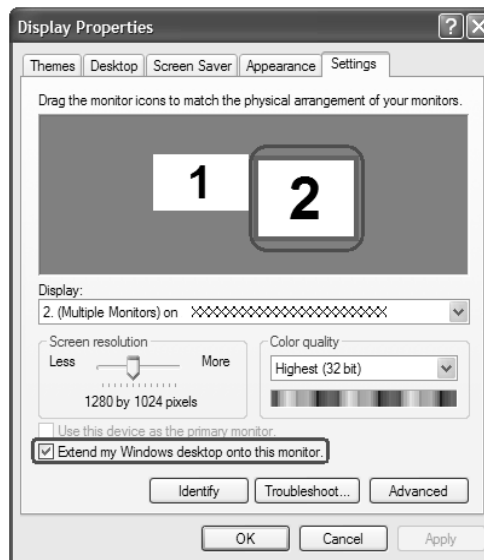 Display Properties
?
X
Themes Desktop Screen Saver Appearance Settings
Drag the monitor icons to match the physical arrangement of your monitors.
1
2
Display:
2. (Multiple Monitors) on XXXXXXXXXXXXXXXXXXXXXX
Screen resolution
Less More
1280 by 1024 pixels
Color quality
Highest (32 bit)
Use this device as the primary monitor.
Extend my Windows desktop onto this monitor.
Identify Troubleshoot... Advanced
OK Cancel Apply